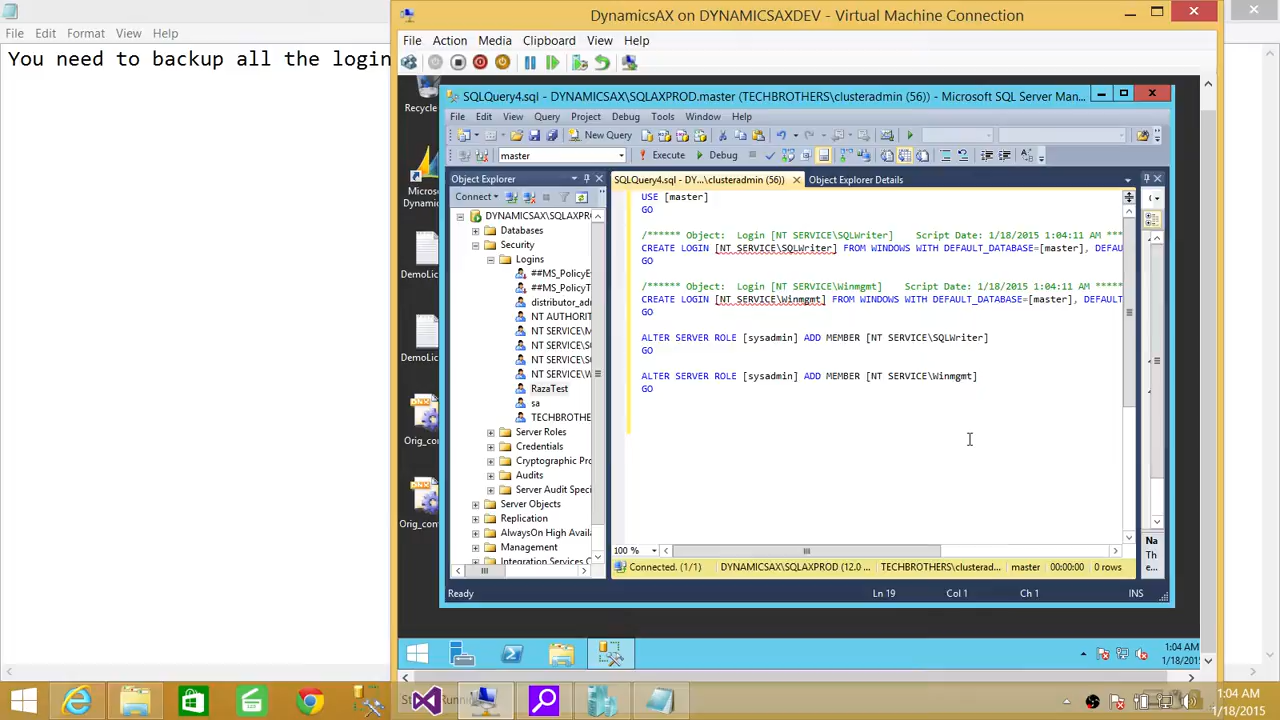 DynamicsAX on DYNAMICSAXDEV - Virtual Machine Connection
File Edit Format View Help
You need to backup all the login
File Action Media Clipboard View Help
Recycle
Micros
Dynam
DemoLic
DemoLic
Orig_con
Orig_con
SQLQuery4.sql - DYNAMICSAX\SQLAXPROD.master (TECHBROTHERS\clusteradmin (56)) - Microsoft SQL Server Man...
File Edit View Query Project Debug Tools Window Help
New Query
master
Execute Debug
Object Explorer
Connect
DYNAMICSAX\SQLAXPR
Databases
Security
Logins
##MS_PolicyE
##MS_PolicyT
distributor_adr
NT AUTHORIT
NT SERVICE\M
NT SERVICE\S
NT SERVICE\S
NT SERVICE\W
RazaTest
sa
TECHBROTHE
Server Roles
Credentials
Cryptographic Pro
Audits
Server Audit Speci
Server Objects
Replication
AlwaysOn High Avail
Management
Integration Services C
SQLQuery4.sql - DY...\clusteradmin (56)) Object Explorer Details
USE [master]
GO
/****** Object: Login [NT SERVICE\SQLWriter] Script Date: 1/18/2015 1:04:11 AM *****
CREATE LOGIN [NT SERVICE\SQLWriter] FROM WINDOWS WITH DEFAULT_DATABASE=[master], DEFAU
GO
/****** Object: Login [NT SERVICE\Winmgmt] Script Date: 1/18/2015 1:04:11 AM ******
CREATE LOGIN [NT SERVICE\Winmgmt] FROM WINDOWS WITH DEFAULT_DATABASE=[master], DEFAULT
GO
ALTER SERVER ROLE [sysadmin] ADD MEMBER [NT SERVICE\SQLWriter]
GO
ALTER SERVER ROLE [sysadmin] ADD MEMBER [NT SERVICE\Winmgmt]
GO
100 %
Connected. (1/1) DYNAMICSAX\SQLAXPROD (12.0 ... TECHBROTHERS\clusterad... master 00:00:00 0 rows
Na
Th
e...
Ready Ln 19 Col 1 Ch 1 INS
1:04 AM
1/18/201
1:04 AM
1/18/2015